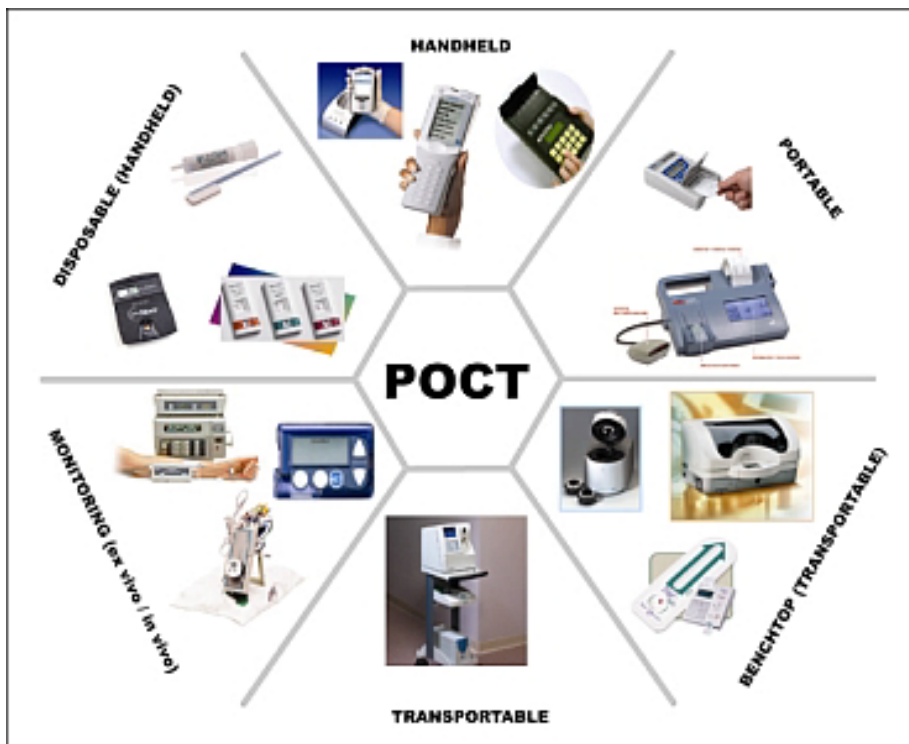 HANDHELD
DISPOSABLE (HANDHELD)
PORTABLE
POCT
MONITORING (ex vivo / in vivo)
BENCHTOP (TRANSPORTABLE)
TRANSPORTABLE